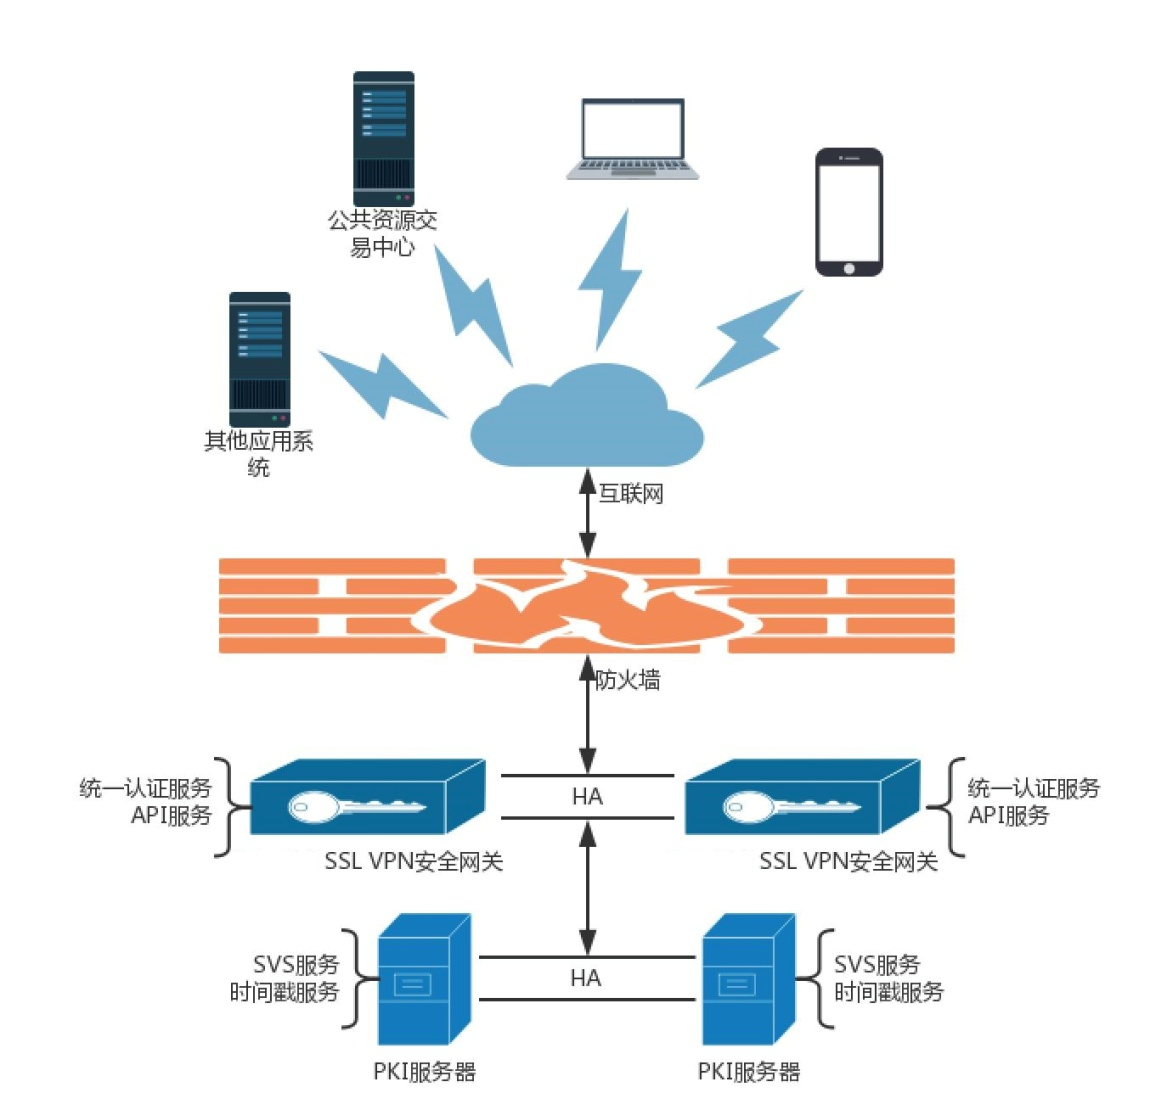 公共资源交
易中心
其他应用系
统
互联网
防火墙
统一认证服务
API服务
HA
统一认证服务
API服务
SSL VPN安全网关
SSL VPN安全网关
SVS服务
时间戳服务
HA
SVS服务
时间戳服务
PKI服务器
PKI服务器